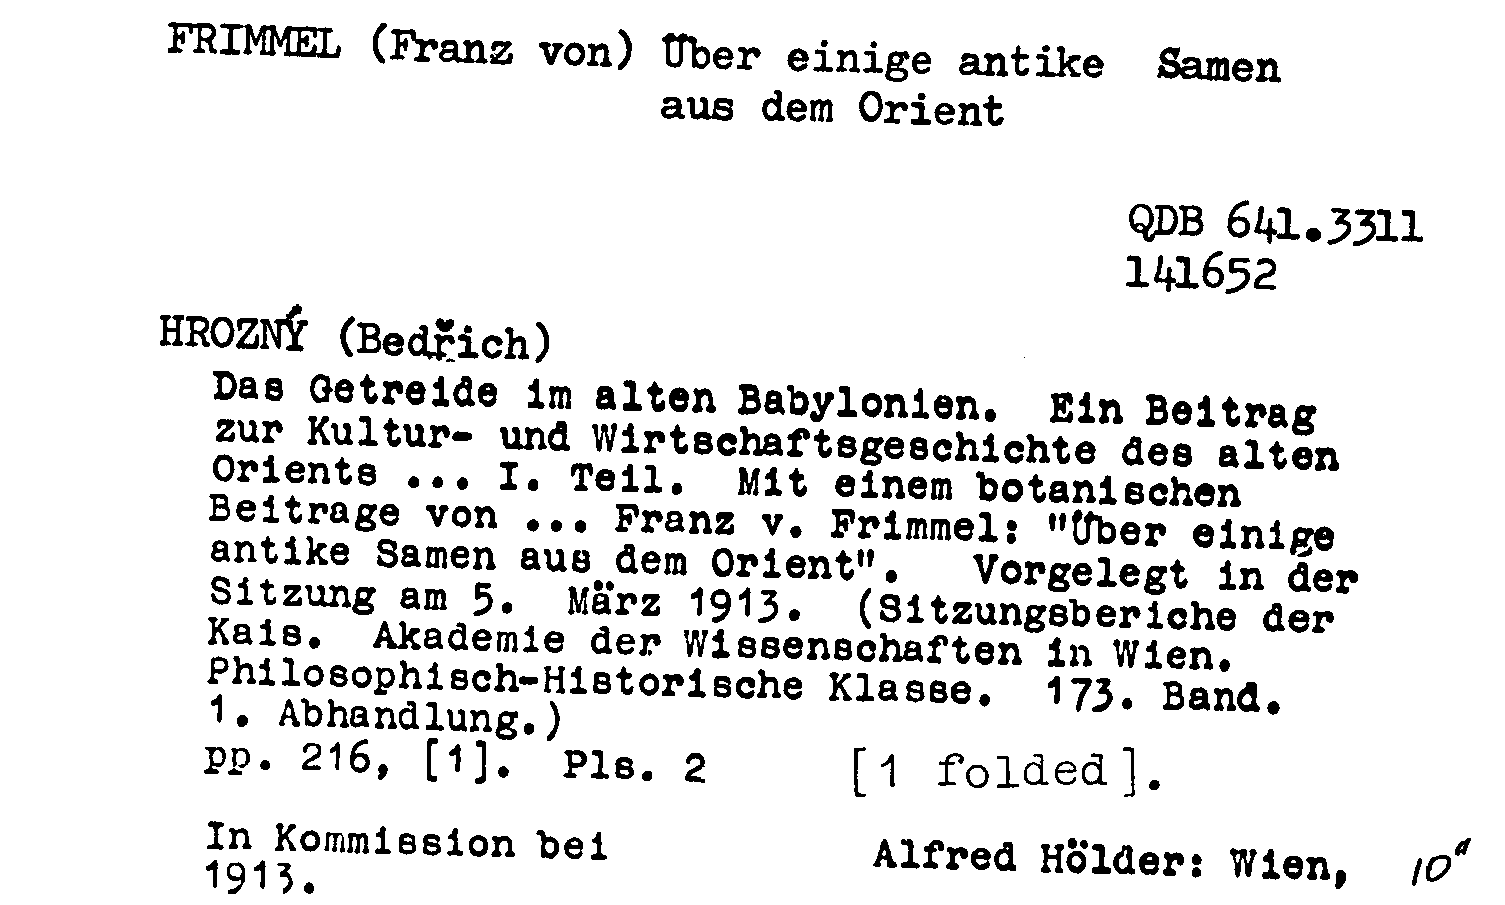 FRIMMEL (Franz von) Über einige antike Samen
aus dem Orient
QDB 641.3311
141652
HROZNÝ (Bedřich)
Das Getreide im alten Babylonien. Ein Beitrag
zur Kultur- und Wirtschaftsgeschichte des alten
Orients ... I. Teil. Mit einem botanischen
Beitrage von ... Franz v. Frimmel: "Über einige
antike Samen aus dem Orient". Vorgelegt in der
Sitzung am 5. März 1913. (Sitzungsberiche der
Kais. Akademie der Wissenschaften in Wien.
Philosophisch-Historische Klasse. 173. Band.
1. Abhandlung.)
pp. 216, [1]. Pls. 2 [1 folded].
In Kommission bei Alfred Hölder: Wien, 10d
1913.